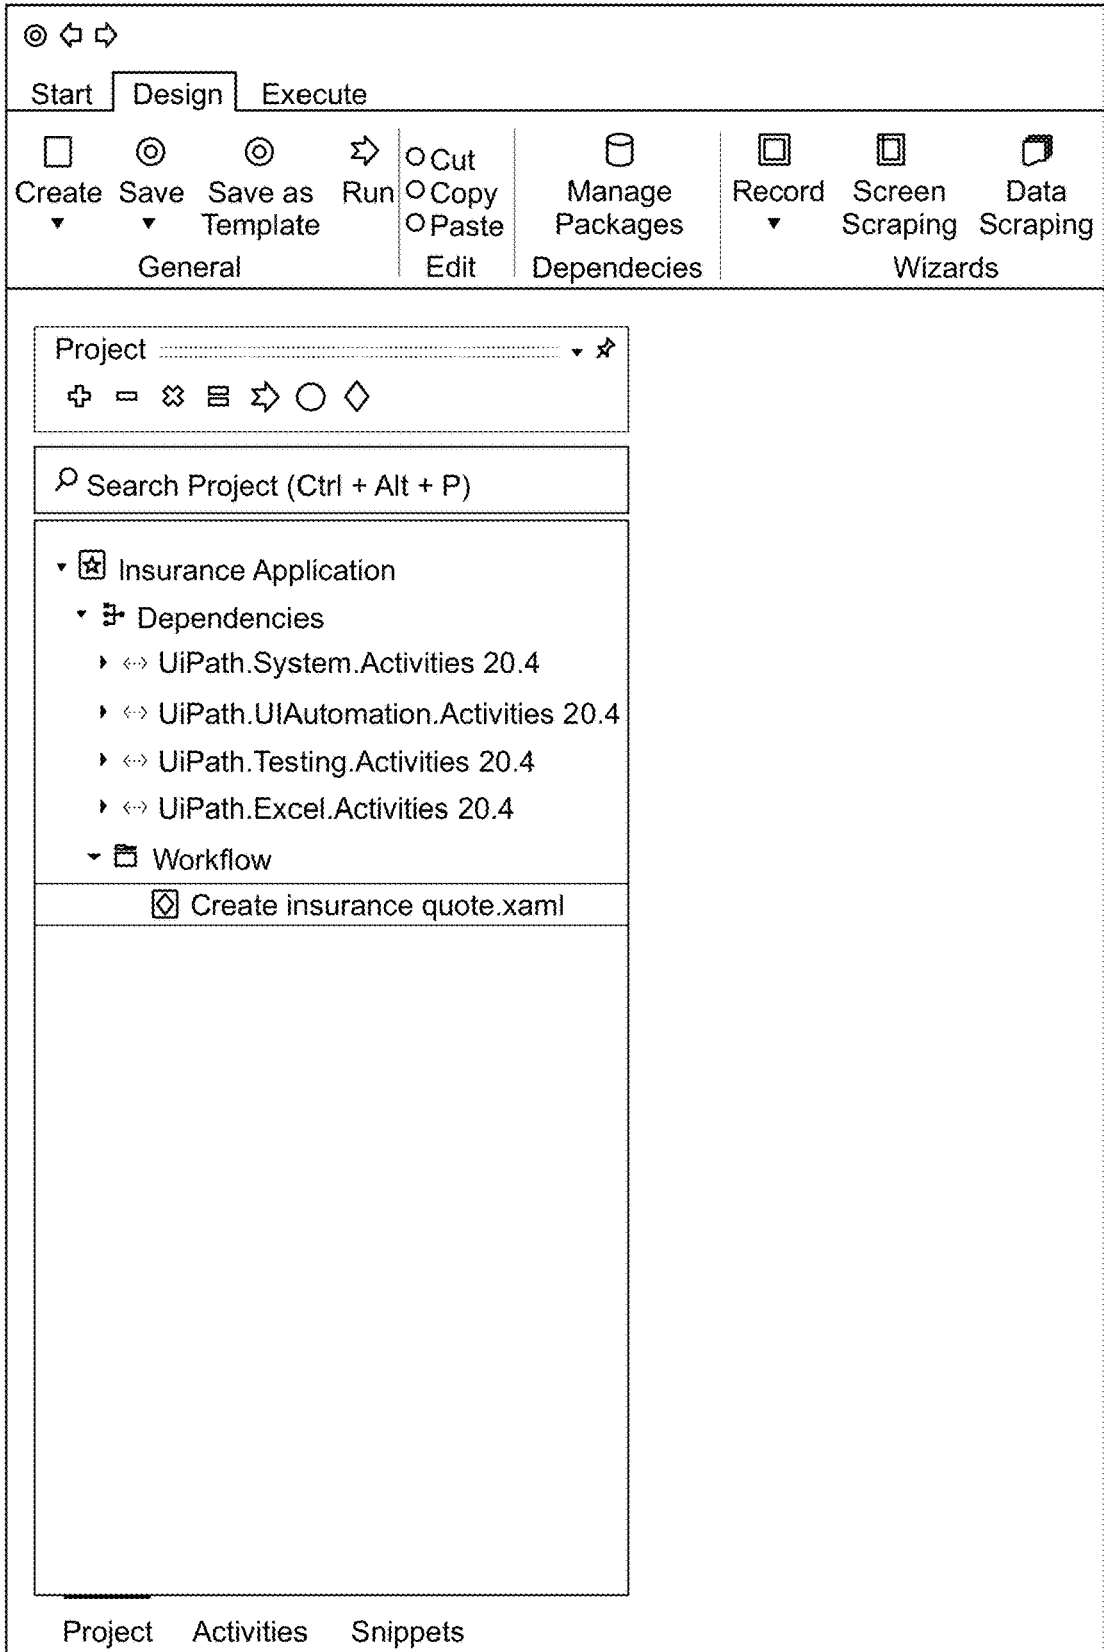 Start Design Execute
Create Save Save as Template Run
Cut
Copy
Paste
Manage Packages
Record Screen Scraping Data Scraping
General Edit Dependecies Wizards
Project
Search Project (Ctrl + Alt + P)
Insurance Application
Dependencies
UiPath.System.Activities 20.4
UiPath.UIAutomation.Activities 20.4
UiPath.Testing.Activities 20.4
UiPath.Excel.Activities 20.4
Workflow
Create insurance quote.xaml
Project Activities Snippets